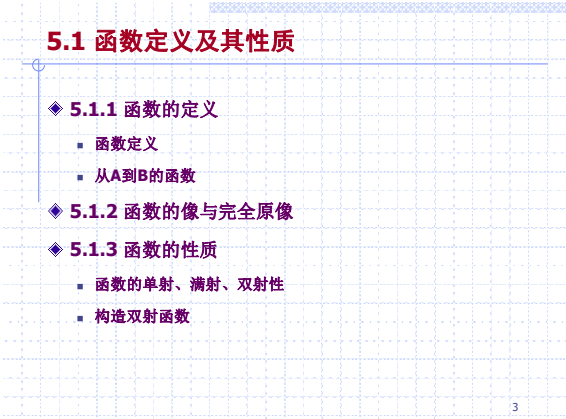 5.1 函数定义及其性质
5.1.1 函数的定义
函数定义
从A到B的函数
5.1.2 函数的像与完全原像
5.1.3 函数的性质
函数的单射、满射、双射性
构造双射函数
3